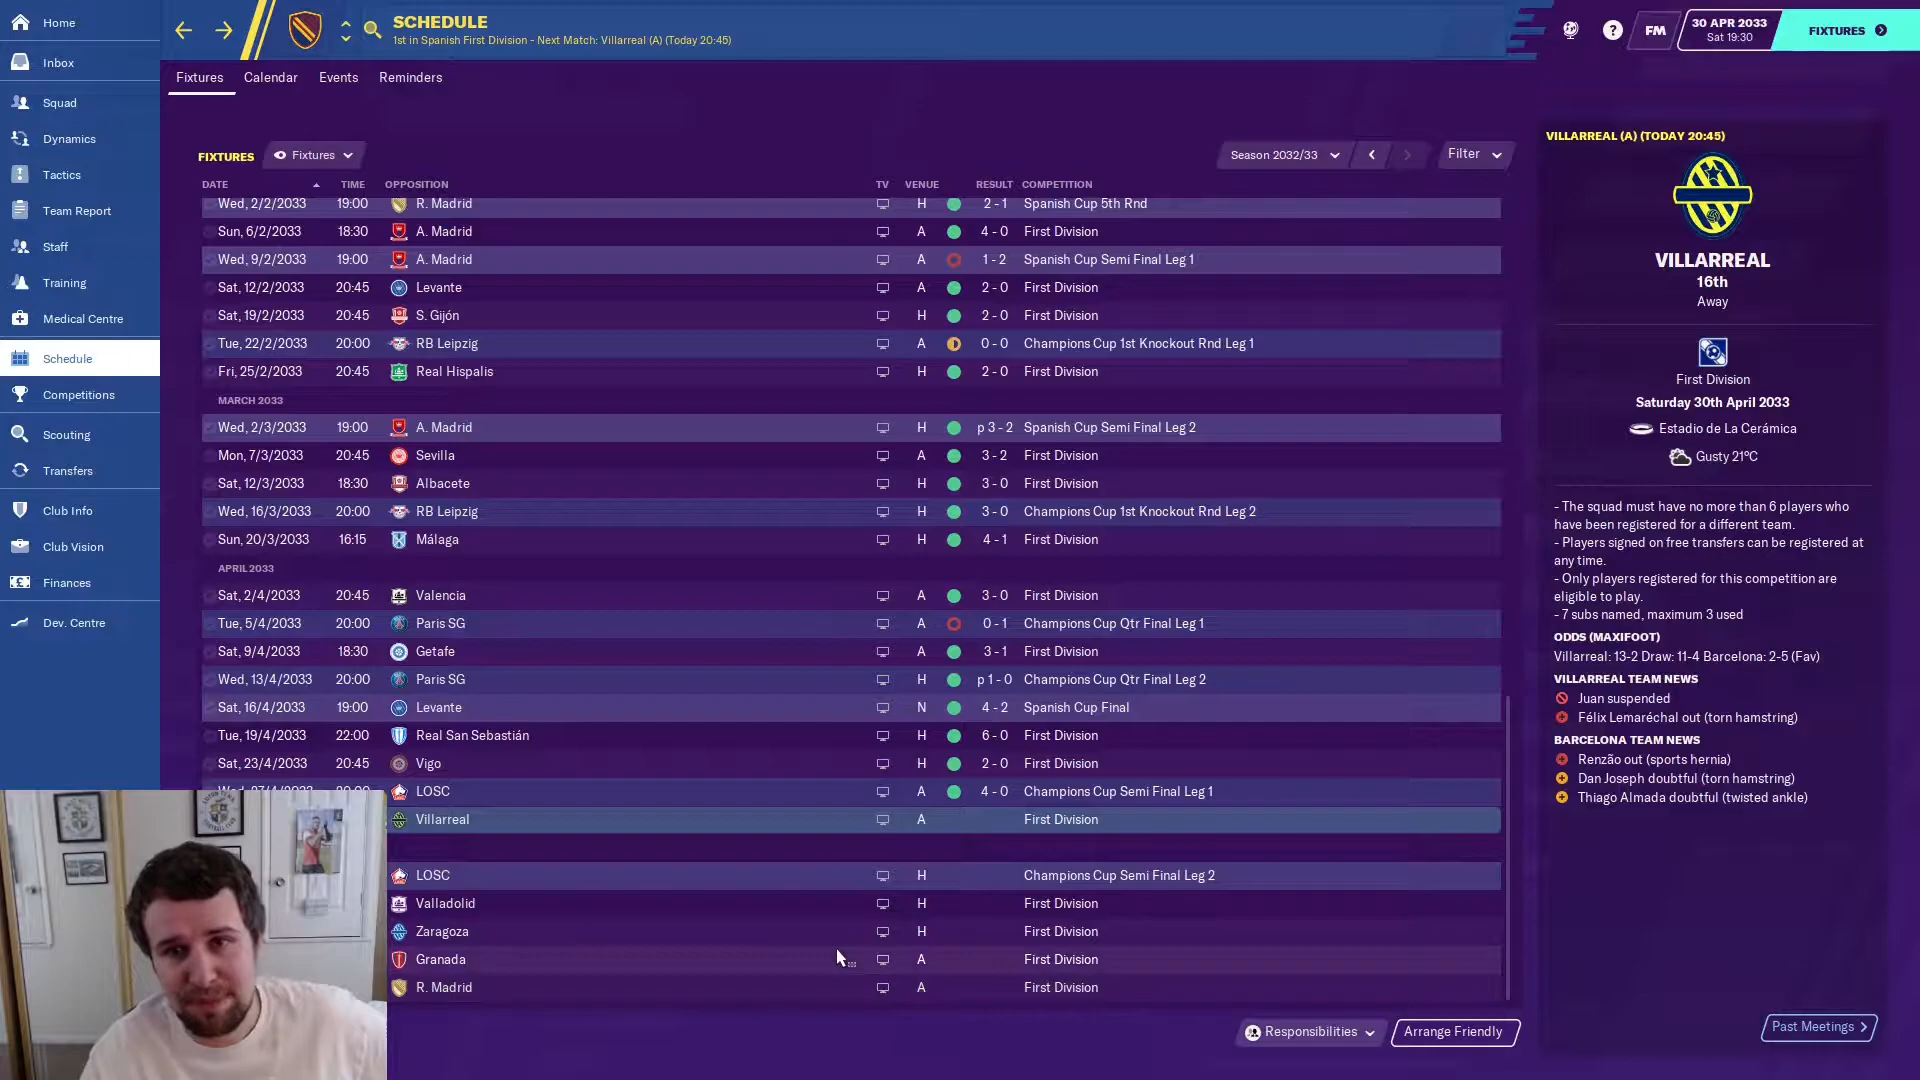 Home
Inbox
Squad
Dynamics
Tactics
Team Report
Staff
Training
Medical Centre
Schedule
Competitions
Scouting
Transfers
Club Info
Club Vision
Finances
Dev. Centre
SCHEDULE
1st in Spanish First Division - Next Match: Villarreal (A) (Today 20:45)
FM
30 APR 2033
Sat 19:30
FIXTURES
Fixtures Calendar Events Reminders
FIXTURES Fixtures Season 2032/33 Filter
DATE TIME OPPOSITION TV VENUE RESULT COMPETITION
Wed, 2/2/2033 19:00 R. Madrid H 2 - 1 Spanish Cup 5th Rnd
Sun, 6/2/2033 18:30 A. Madrid A 4 - 0 First Division
Wed, 9/2/2033 19:00 A. Madrid A 1 - 2 Spanish Cup Semi Final Leg 1
Sat, 12/2/2033 20:45 Levante A 2 - 0 First Division
Sat, 19/2/2033 20:45 S. Gijón H 2 - 0 First Division
Tue, 22/2/2033 20:00 RB Leipzig A 0 - 0 Champions Cup 1st Knockout Rnd Leg 1
Fri, 25/2/2033 20:45 Real Hispalis H 2 - 0 First Division
MARCH 2033
Wed, 2/3/2033 19:00 A. Madrid H p 3 - 2 Spanish Cup Semi Final Leg 2
Mon, 7/3/2033 20:45 Sevilla A 3 - 2 First Division
Sat, 12/3/2033 18:30 Albacete H 3 - 0 First Division
Wed, 16/3/2033 20:00 RB Leipzig H 3 - 0 Champions Cup 1st Knockout Rnd Leg 2
Sun, 20/3/2033 16:15 Málaga H 4 - 1 First Division
APRIL 2033
Sat, 2/4/2033 20:45 Valencia A 3 - 0 First Division
Tue, 5/4/2033 20:00 Paris SG A 0 - 1 Champions Cup Qtr Final Leg 1
Sat, 9/4/2033 18:30 Getafe A 3 - 1 First Division
Wed, 13/4/2033 20:00 Paris SG H p 1 - 0 Champions Cup Qtr Final Leg 2
Sat, 16/4/2033 19:00 Levante N 4 - 2 Spanish Cup Final
Tue, 19/4/2033 22:00 Real San Sebastián H 6 - 0 First Division
Sat, 23/4/2033 20:45 Vigo H 2 - 0 First Division
Wed, 27/4/2033 20:00 LOSC A 4 - 0 Champions Cup Semi Final Leg 1
Villarreal A First Division
LOSC H Champions Cup Semi Final Leg 2
Valladolid H First Division
Zaragoza H First Division
Granada A First Division
R. Madrid A First Division
Responsibilities Arrange Friendly
VILLARREAL (A) (TODAY 20:45)
VILLARREAL
16th
Away
First Division
Saturday 30th April 2033
Estadio de La Cerámica
Gusty 21ºC
- The squad must have no more than 6 players who
have been registered for a different team.
- Players signed on free transfers can be registered at
any time.
- Only players registered for this competition are
eligible to play.
- 7 subs named, maximum 3 used
ODDS (MAXIFOOT)
Villarreal: 13-2 Draw: 11-4 Barcelona: 2-5 (Fav)
VILLARREAL TEAM NEWS
Juan suspended
Félix Lemaréchal out (torn hamstring)
BARCELONA TEAM NEWS
Renzão out (sports hernia)
Dan Joseph doubtful (torn hamstring)
Thiago Almada doubtful (twisted ankle)
Past Meetings